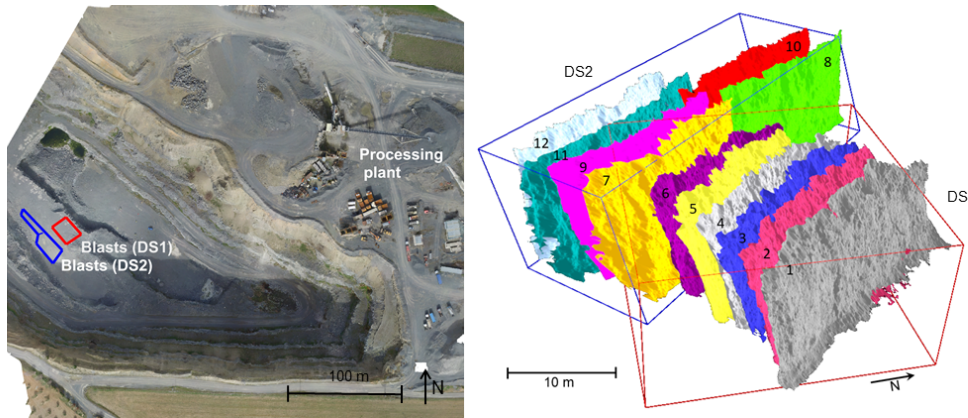 Processing
plant
Blasts (DS1)
Blasts (DS2)
100 m
N
DS2
10
8
12
11
9
7
6
5
4
3
2
1
DS
10 m
N